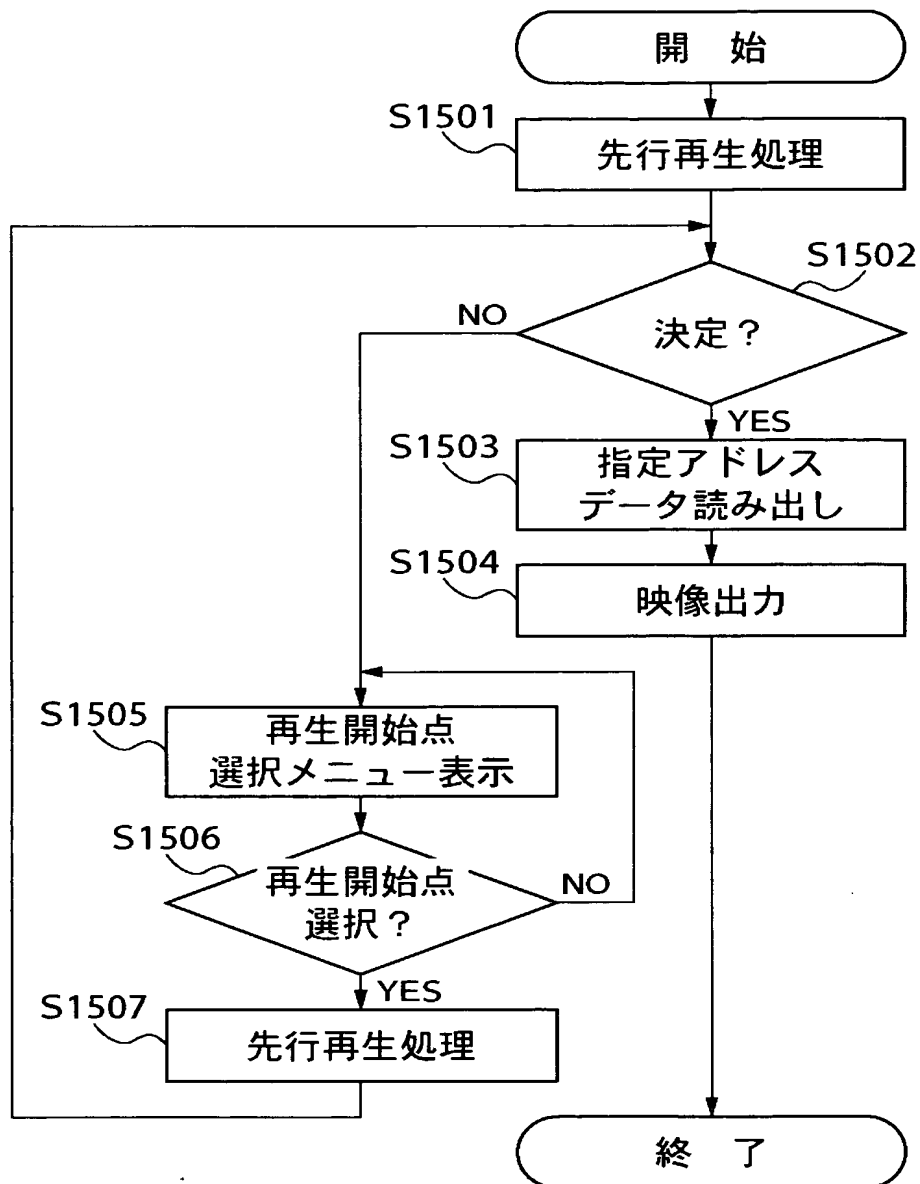 開 始
S1501
先行再生処理
S1502
決定？
NO
YES
S1503
指定アドレス
データ読み出し
S1504
映像出力
S1505
再生開始点
選択メニュー表示
S1506
再生開始点
選択？
NO
YES
S1507
先行再生処理
終 了